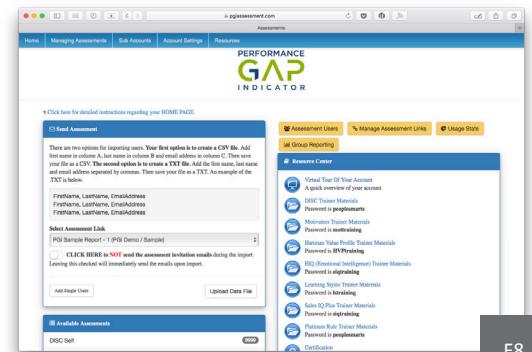 pgiassessment.com
Assessments
Home Managing Assessments Sub Accounts Account Settings Resources
PERFORMANCE
GAP
INDICATOR
Click here for detailed instructions regarding your HOME PAGE.
Send Assessment
There are two options for importing users. Your first option is to create a CSV file. Add
first name in column A, last name in column B and email address in column C. Then save
your file as a CSV. The second option is to create a TXT file. Add the first name, last name
and email address separated by commas. Then save your file as a TXT. An example of the
.TXT is below.
FirstName, LastName, EmailAddress
FirstName, LastName, EmailAddress
FirstName, LastName, EmailAddress
Select Assessment Link
PGI Sample Report - 1 (PGI Demo / Sample)
CLICK HERE to NOT send the assessment invitation emails during the import.
Leaving this checked will immediately send the emails upon import.
Add Single Users Upload Data File
Available Assessments
DISC Self 9999
Assessment Users Manage Assessment Links Usage Stats
Group Reporting
Resource Center
Virtual Tour Of Your Account
A quick overview of your account
DISC Trainer Materials
Password is peoplesmarts
Motivators Trainer Materials
Password is mottraining
Hartman Value Profile Trainer Materials
Password is HVPtraining
EIQ (Emotional Intelligence) Trainer Materials
Password is eiqtraining
Learning Styles Trainer Materials
Password is lstraining
Sales IQ Plus Trainer Materials
Password is siqtraining
Platinum Rule Trainer Materials
Password is peoplesmarts
Certification
58